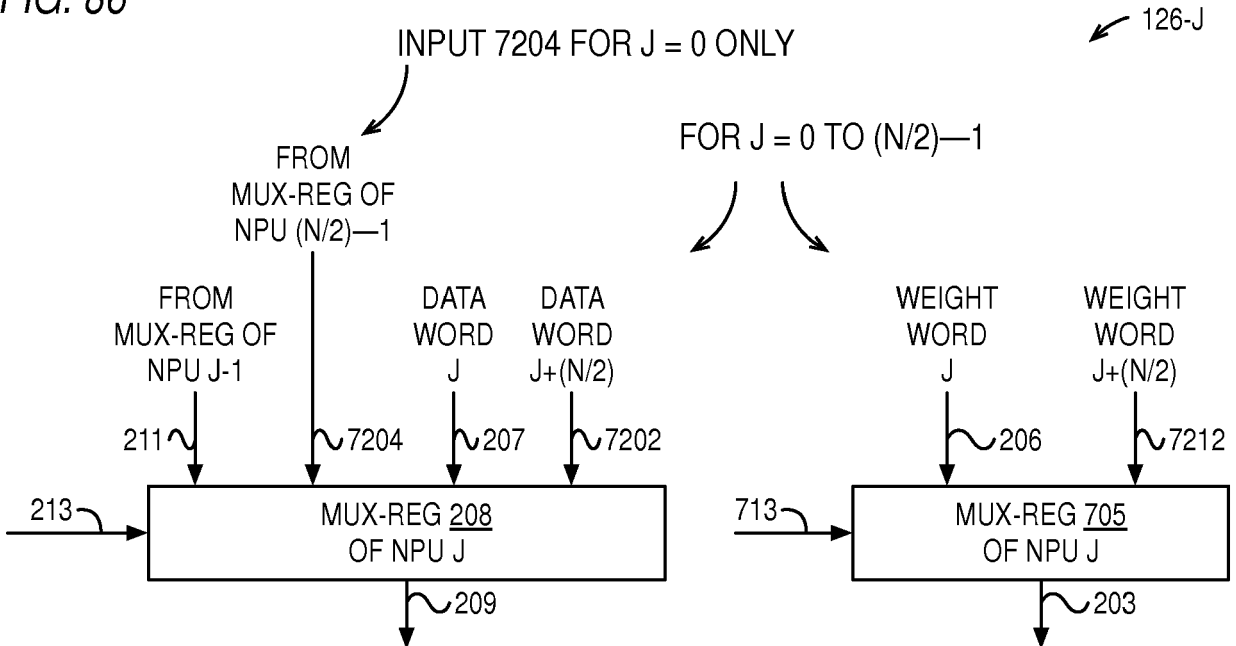 FIG.
126-J
INPUT 7204 FOR J = 0 ONLY
FOR J = 0 TO (N/2)—1
FROM
MUX-REG OF
NPU (N/2)—1
FROM
MUX-REG OF
NPU J-1
DATA
WORD
J
DATA
WORD
J+(N/2)
WEIGHT
WORD
J
WEIGHT
WORD
J+(N/2)
211
7204
207
7202
206
7212
213
MUX-REG 208
OF NPU J
713
MUX-REG 705
OF NPU J
209
203